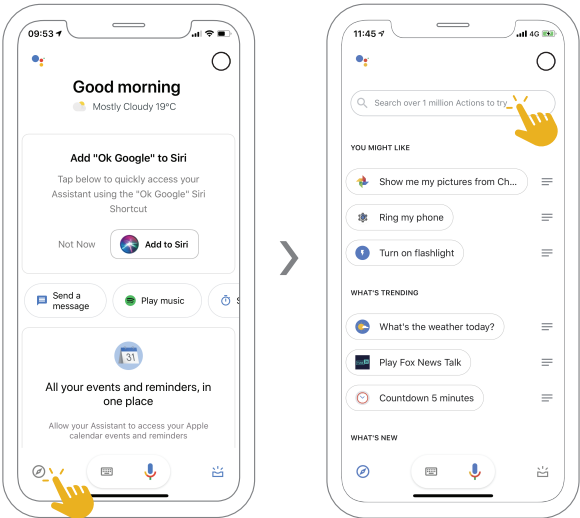 09:53
Good morning
Mostly Cloudy 19°C
Add "Ok Google" to Siri
Tap below to quickly access your
Assistant using the "Ok Google" Siri
Shortcut
Not Now
Add to Siri
Send a
message
Play music
S
31
All your events and reminders, in
one place
Allow your Assistant to access your Apple
calendar events and reminders
11:45
4G
Search over 1 million Actions to try
YOU MIGHT LIKE
Show me my pictures from Ch...
Ring my phone
Turn on flashlight
WHAT'S TRENDING
What's the weather today?
Play Fox News Talk
Countdown 5 minutes
WHAT'S NEW